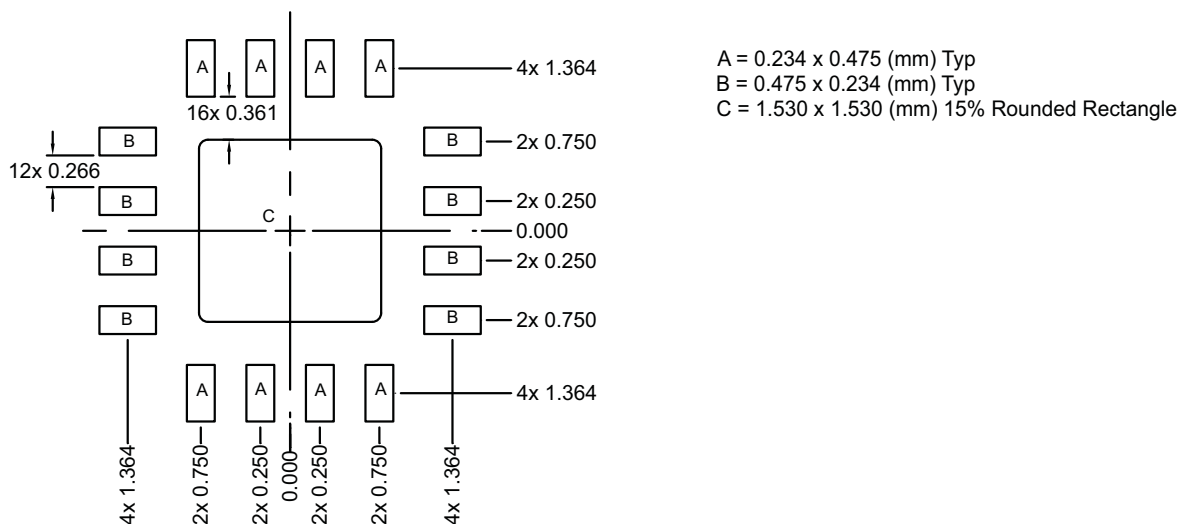 A A A A
4x 1.364
16x 0.361
A = 0.234 x 0.475 (mm) Typ
B = 0.475 x 0.234 (mm) Typ
C = 1.530 x 1.530 (mm) 15% Rounded Rectangle
B B 2x 0.750
12x 0.266
B B 2x 0.250
C
0.000
B B 2x 0.250
B B 2x 0.750
A A A A
4x 1.364
4x 1.364
2x 0.750
2x 0.250
0.000
2x 0.250
2x 0.750
4x 1.364